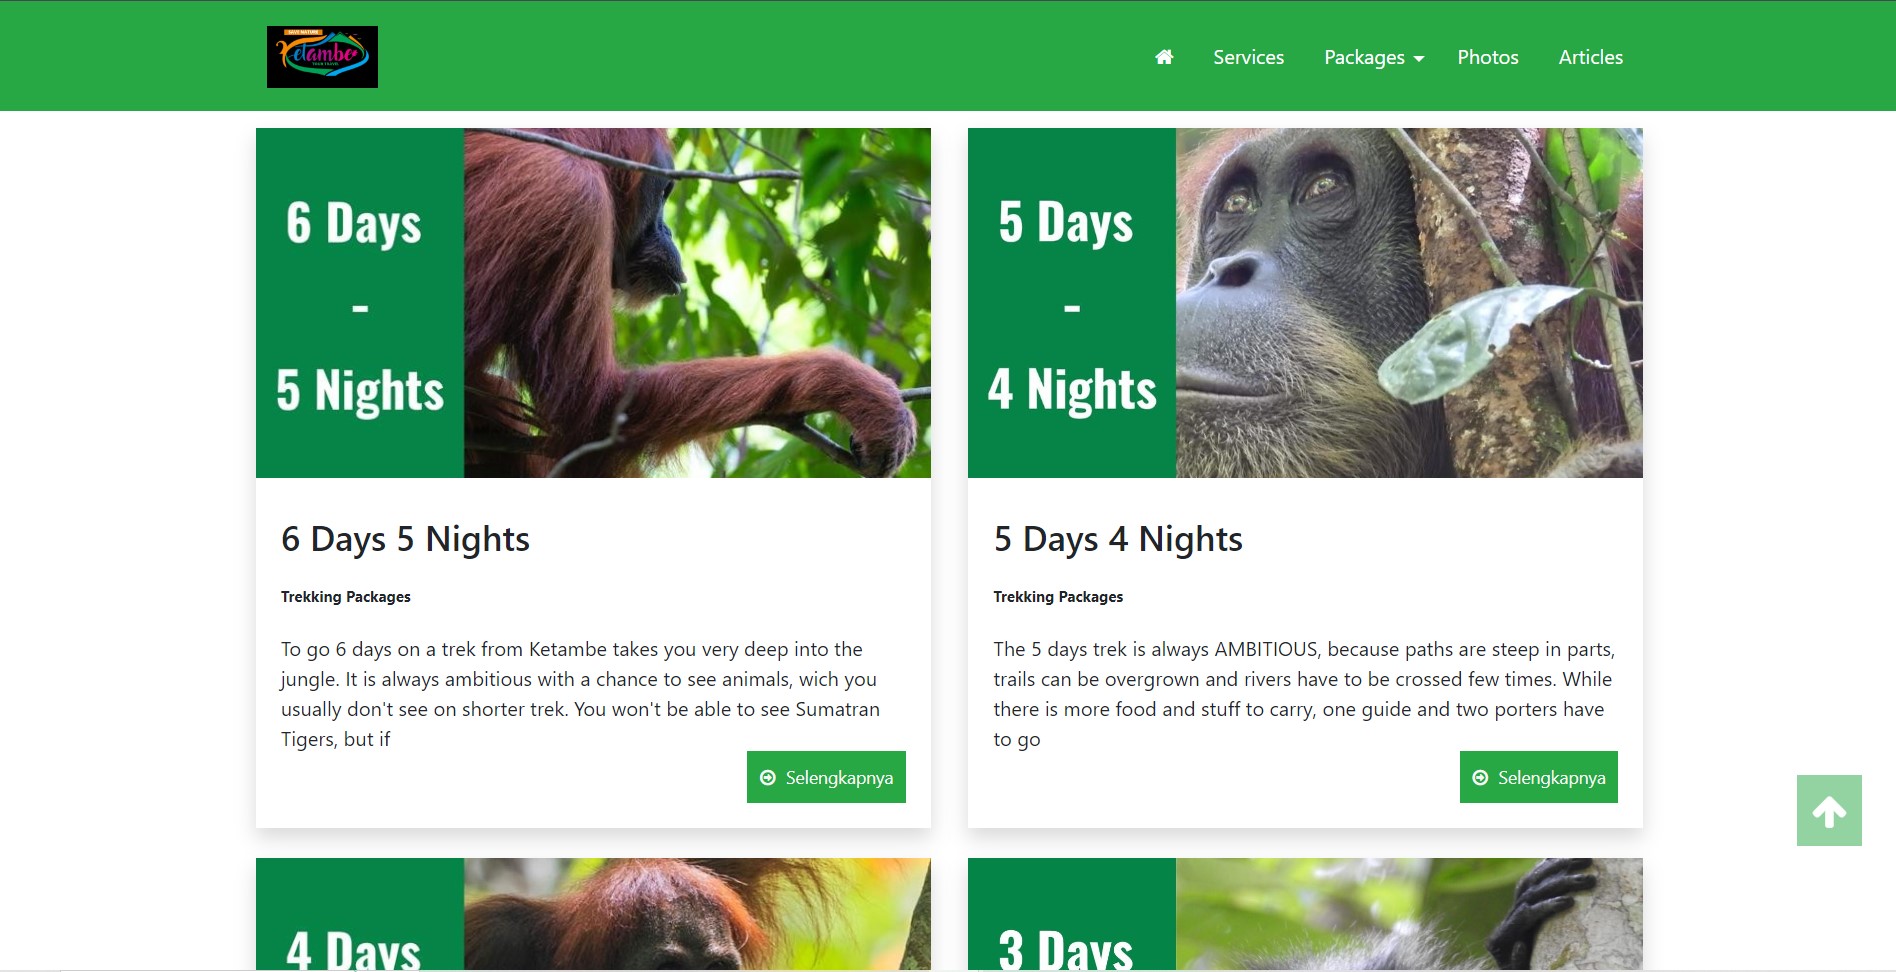 SAVE NATURE
Ketambe
TOUR TRAVEL
Services
Packages
Photos
Articles
6 Days
-
5 Nights
5 Days
-
4 Nights
6 Days 5 Nights
Trekking Packages
To go 6 days on a trek from Ketambe takes you very deep into the
jungle. It is always ambitious with a chance to see animals, wich you
usually don't see on shorter trek. You won't be able to see Sumatran
Tigers, but if
Selengkapnya
5 Days 4 Nights
Trekking Packages
The 5 days trek is always AMBITIOUS, because paths are steep in parts,
trails can be overgrown and rivers have to be crossed few times. While
there is more food and stuff to carry, one guide and two porters have
to go
Selengkapnya
4 Days
3 Days